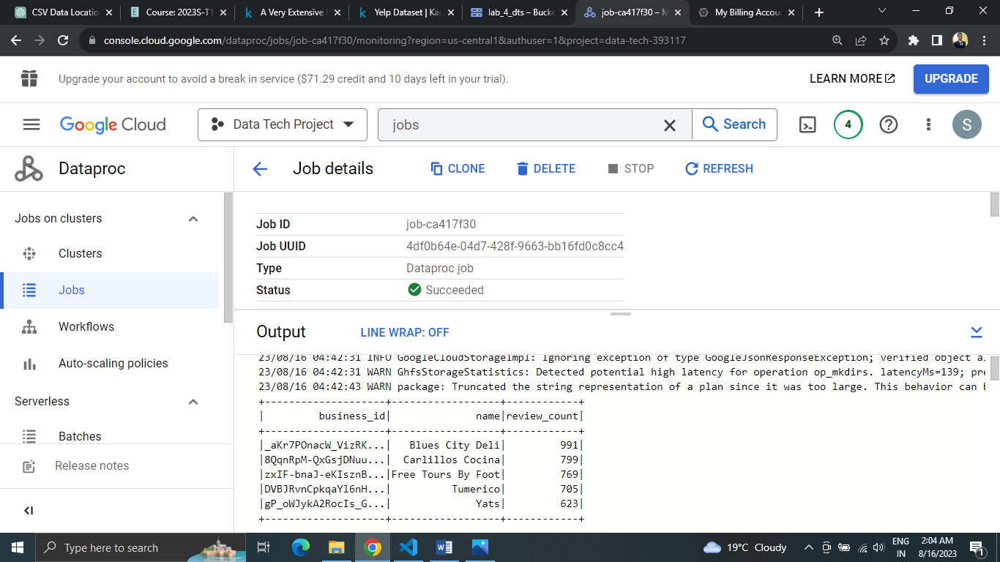 CSV Data Locatio
Course: 2023S-T1
A Very Extensive
Yelp Dataset | Ka
lab_4_dts – Bucke
job-ca417f30 – M
My Billing Accou
console.cloud.google.com/dataproc/jobs/job-ca417f30/monitoring?region=us-central1&authuser=1&project=data-tech-393117
Upgrade your account to avoid a break in service ($71.29 credit and 10 days left in your trial).
LEARN MORE
UPGRADE
Google Cloud
Data Tech Project
jobs
Search
4
S
Dataproc
Job details
CLONE
DELETE
STOP
REFRESH
Jobs on clusters
Clusters
Jobs
Workflows
Auto-scaling policies
Serverless
Batches
Release notes
Job ID job-ca417f30
Job UUID 4df0b64e-04d7-428f-9663-bb16fd0c8cc4
Type Dataproc job
Status Succeeded
Output
LINE WRAP: OFF
23/08/16 04:42:31 INFO GoogleCloudStorageImpl: Ignoring exception of type GoogleJsonResponseException; verified object a
23/08/16 04:42:31 WARN GhfsStorageStatistics: Detected potential high latency for operation op_mkdirs. latencyMs=139; pre
23/08/16 04:42:43 WARN package: Truncated the string representation of a plan since it was too large. This behavior can b
+--------------------+-----------------+------------+
|         business_id|             name|review_count|
+--------------------+-----------------+------------+
|_aKr7POnacW_VizRK...|  Blues City Deli|         991|
|8QqnRpM-QxGsjDNuu...| Carlillos Cocina|         799|
|zxIF-bnaJ-eKIsznB...|Free Tours By Foot|         769|
|DVBJRvnCpkqaYl6nH...|         Tumerico|         705|
|gP_oWJykA2RocIs_G...|             Yats|         623|
+--------------------+-----------------+------------+
Type here to search
19°C Cloudy
ENG
IN
2:04 AM
8/16/2023
1